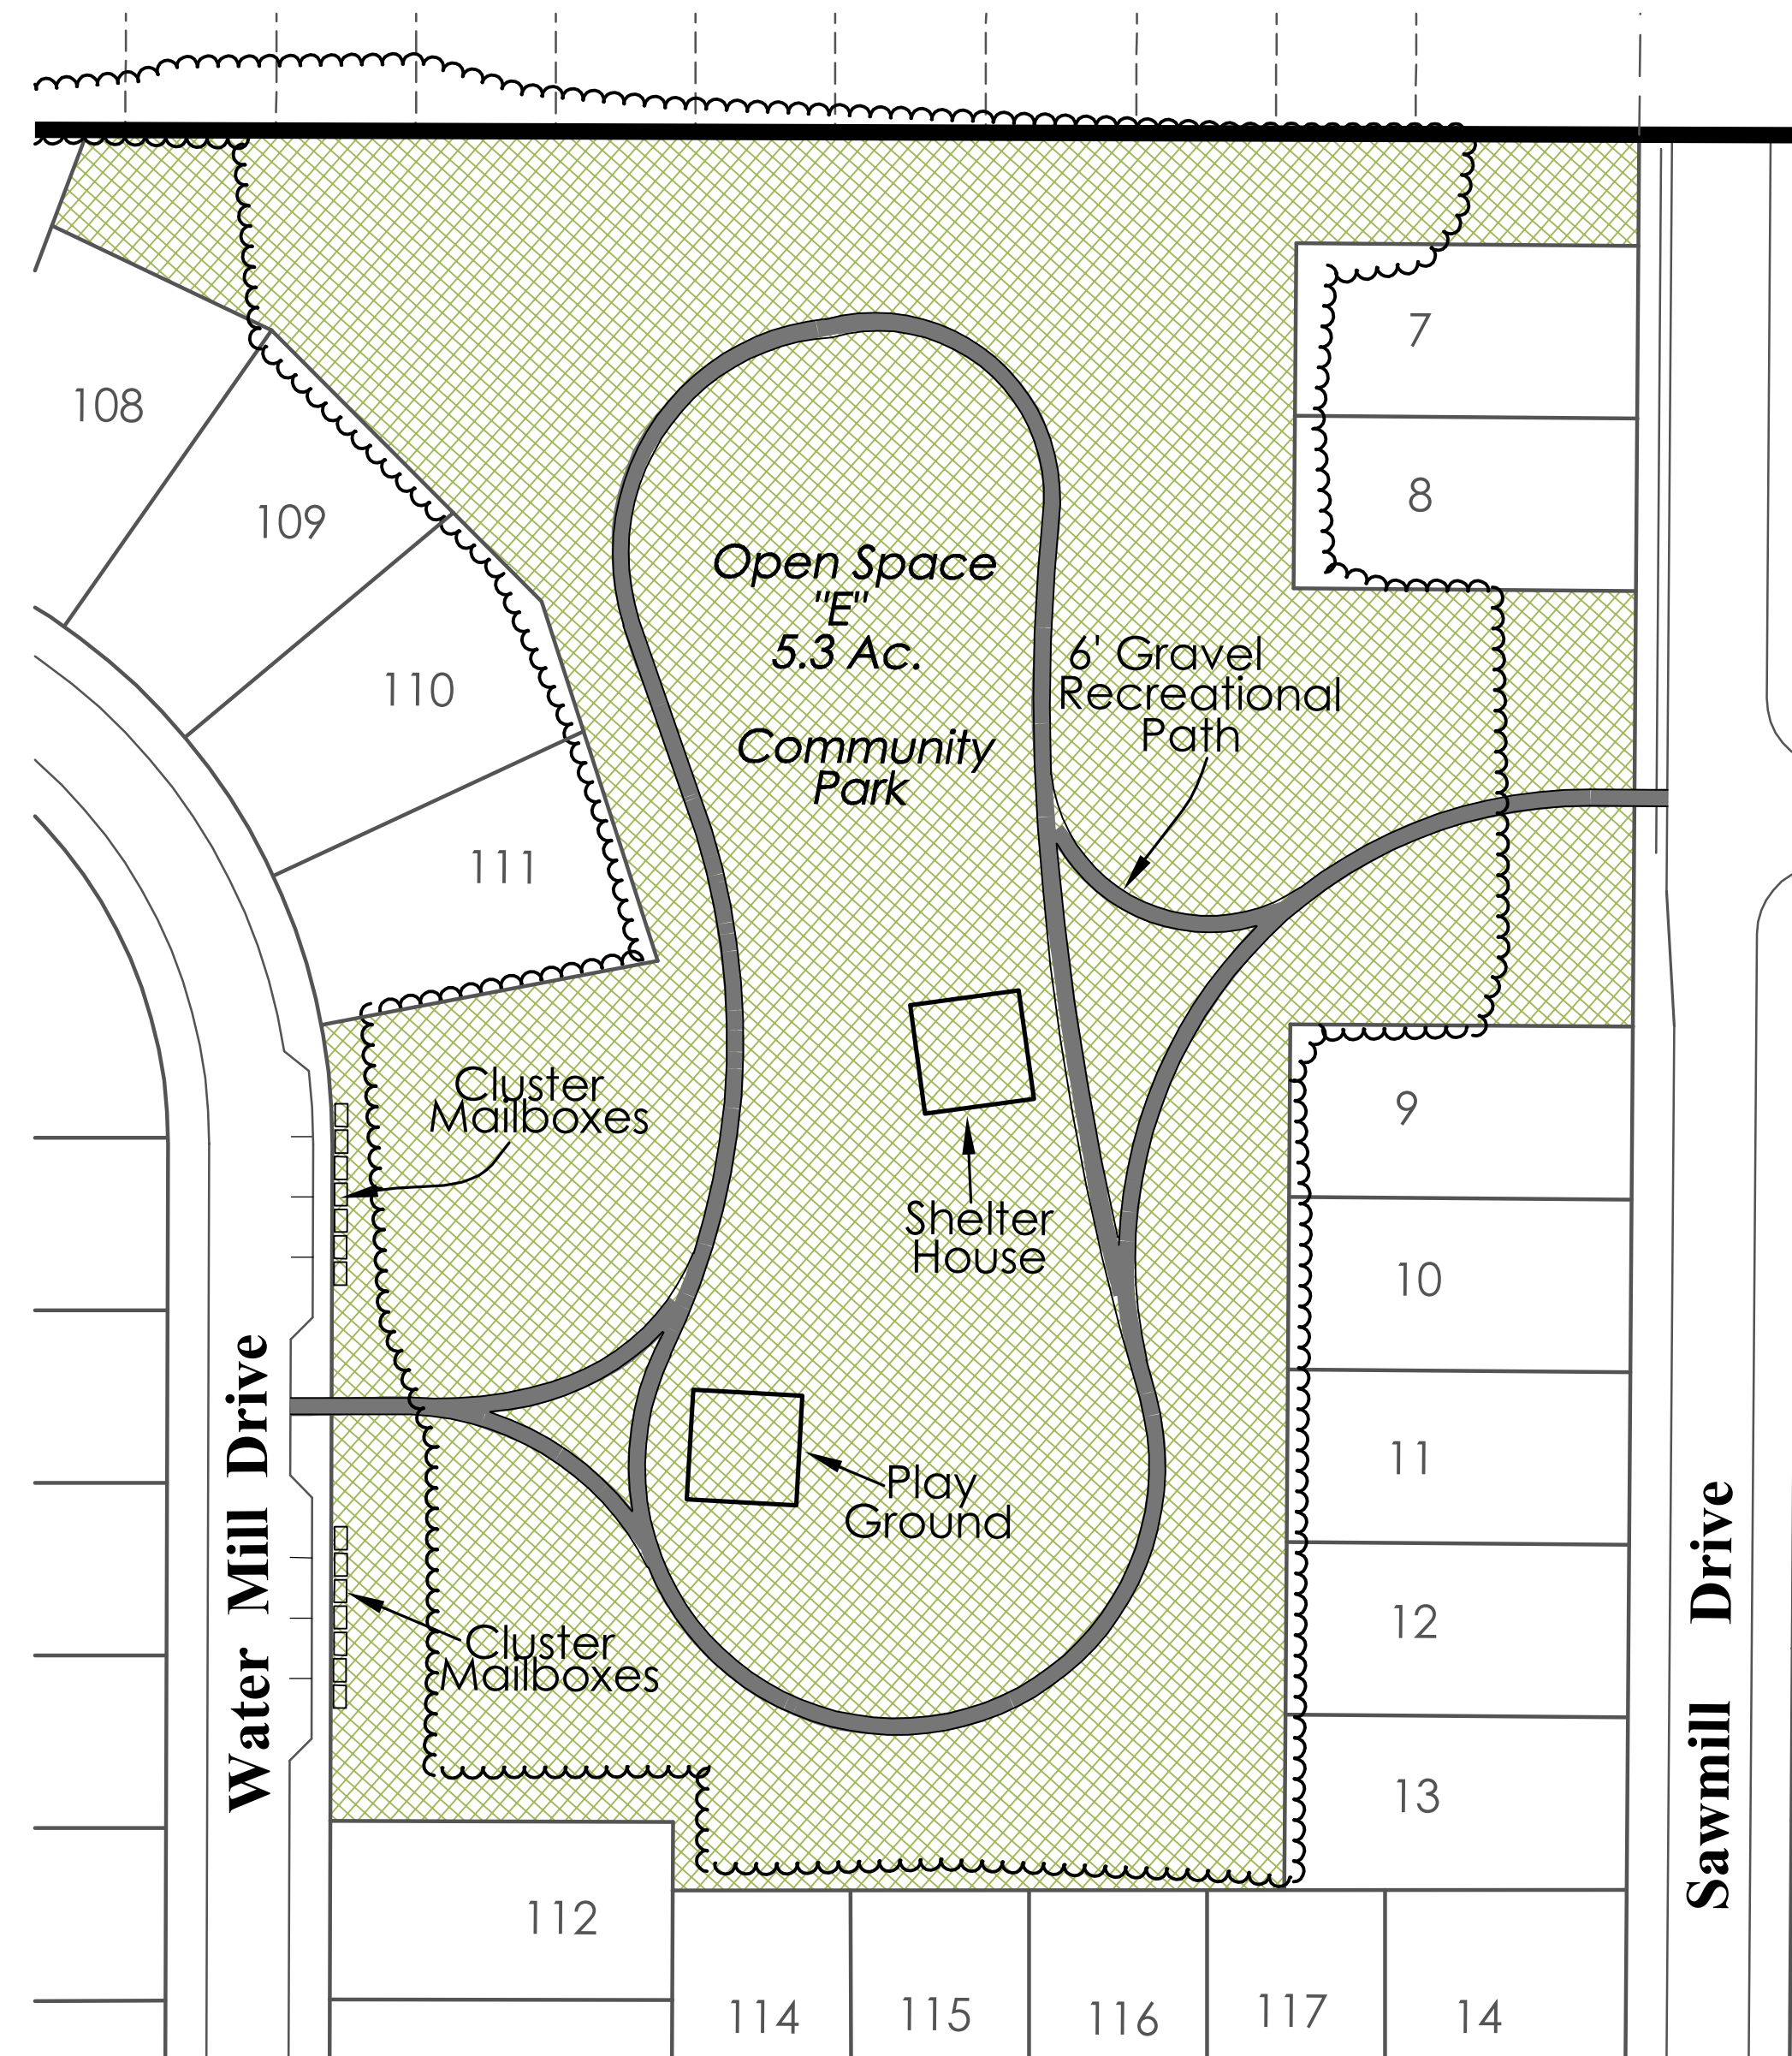 7
108
8
109
Open Space
"E"
5.3 Ac.
6' Gravel
Recreational
Path
110
Community
Park
111
Cluster
Mailboxes
9
Shelter
House
10
Water Mill Drive
11
Play
Ground
Sawmill Drive
12
Cluster
Mailboxes
13
112
114
115
116
117
14